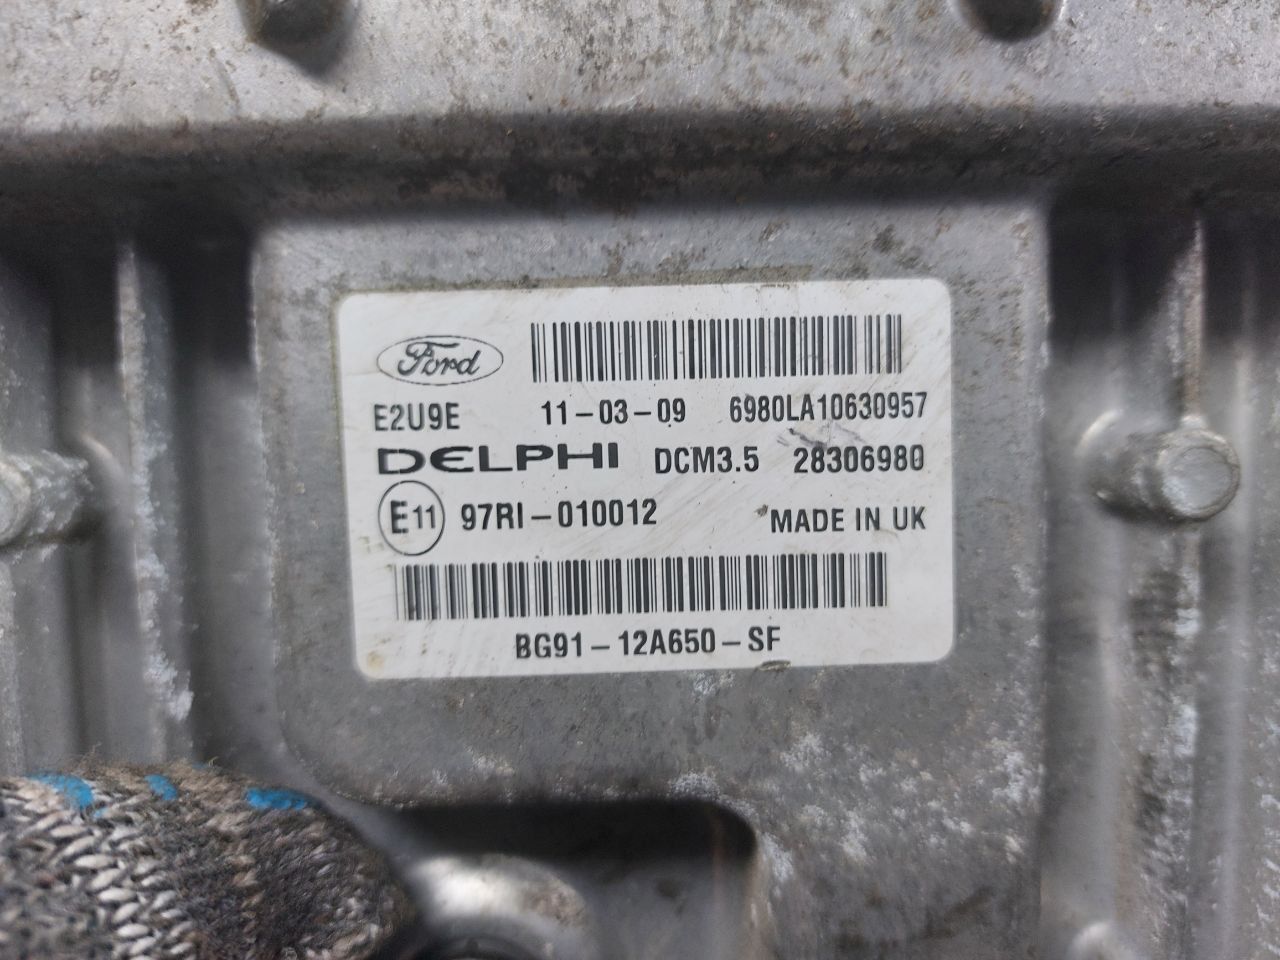 Ford
E2U9E 11-03-09 6980LA10630957
DELPHI DCM3.5 28306980
E11 97RI-010012 MADE IN UK
BG91-12A650-SF